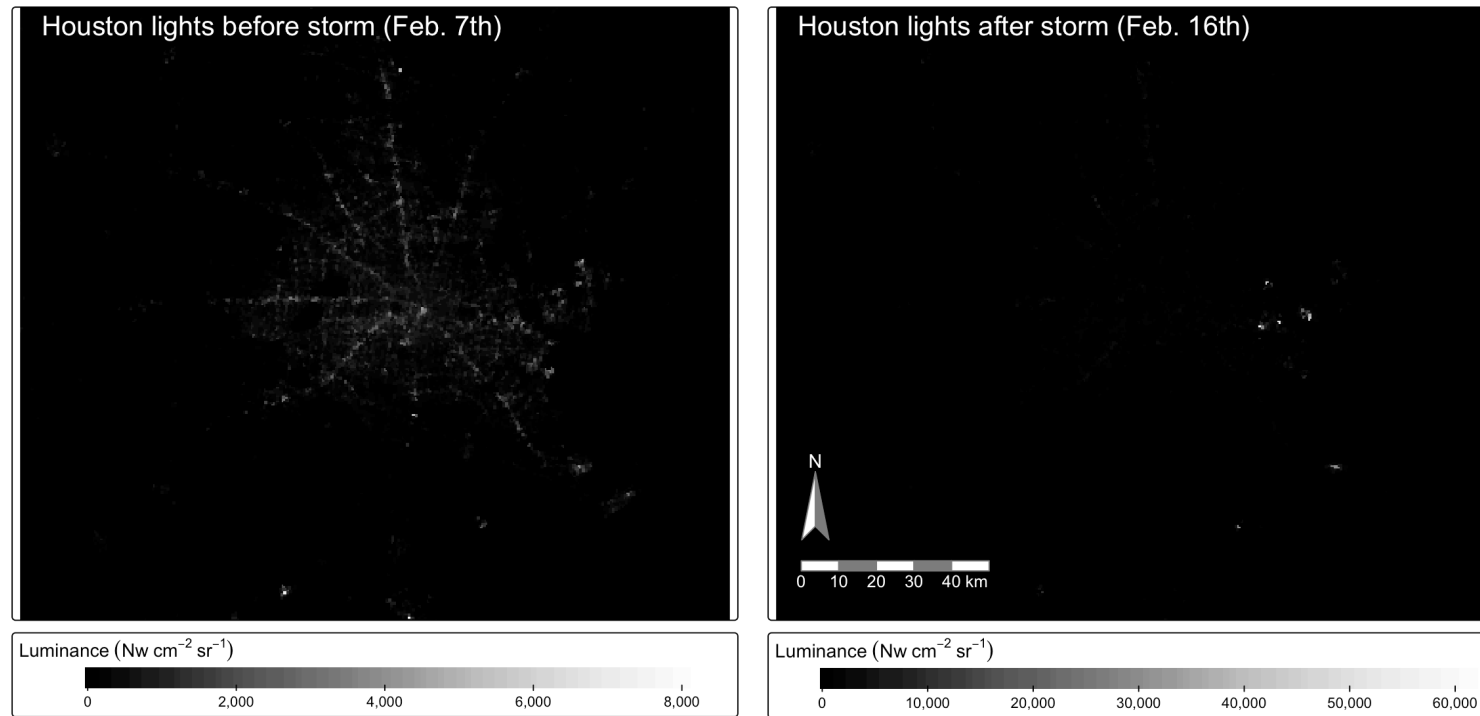 Houston lights before storm (Feb. 7th)
Luminance (Nw cm⁻² sr⁻¹)
0 2,000 4,000 6,000 8,000
Houston lights after storm (Feb. 16th)
N
0 10 20 30 40 km
Luminance (Nw cm⁻² sr⁻¹)
0 10,000 20,000 30,000 40,000 50,000 60,000